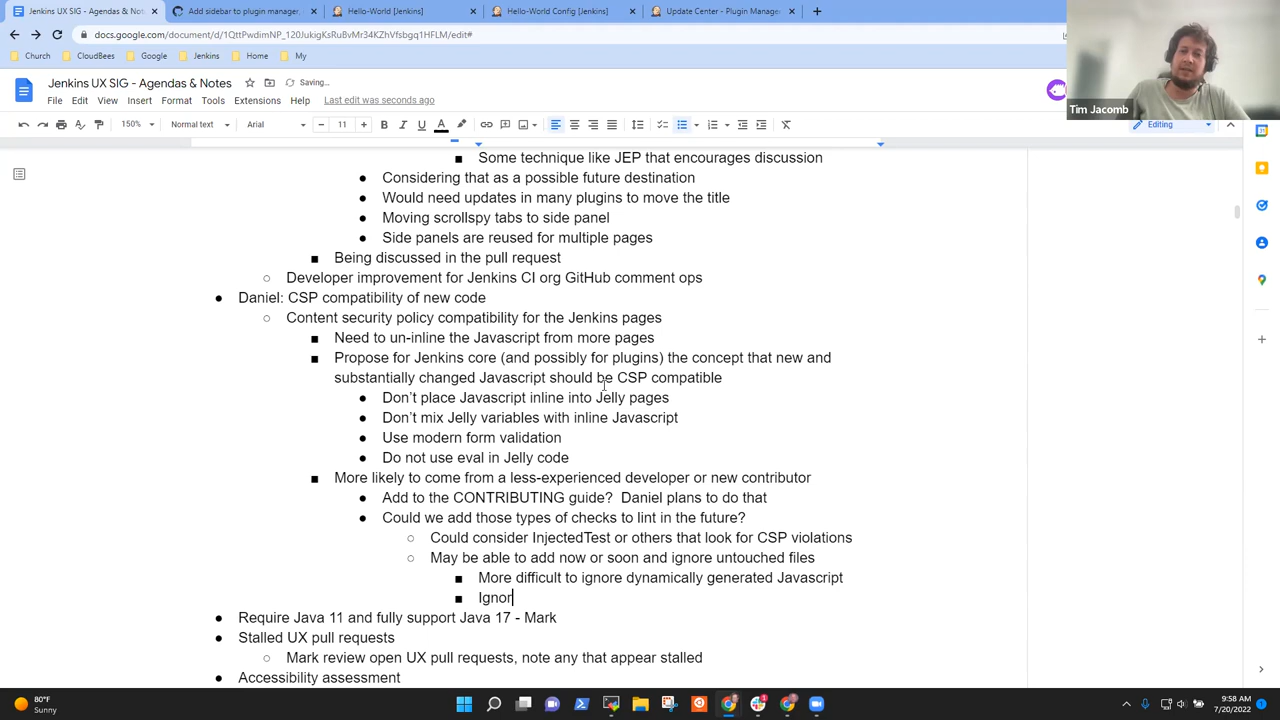 Jenkins UX SIG - Agendas & Notes
Add sidebar to plugin manager,
Hello-World [Jenkins]
Hello-World Config [Jenkins]
Update Center - Plugin Manage
docs.google.com/document/d/1QttPwdimNP_120JukigKsRuBvMr34KZhVfsbgq1HFLM/edit#
Church
CloudBees
Google
Jenkins
Home
My
Tim Jacomb
Jenkins UX SIG - Agendas & Notes
Saving...
File Edit View Insert Format Tools Extensions Help
Last edit was seconds ago
150%
Normal text
Arial
11
Editing
Some technique like JEP that encourages discussion
Considering that as a possible future destination
Would need updates in many plugins to move the title
Moving scrollspy tabs to side panel
Side panels are reused for multiple pages
Being discussed in the pull request
Developer improvement for Jenkins CI org GitHub comment ops
Daniel: CSP compatibility of new code
Content security policy compatibility for the Jenkins pages
Need to un-inline the Javascript from more pages
Propose for Jenkins core (and possibly for plugins) the concept that new and
substantially changed Javascript should be CSP compatible
Don't place Javascript inline into Jelly pages
Don't mix Jelly variables with inline Javascript
Use modern form validation
Do not use eval in Jelly code
More likely to come from a less-experienced developer or new contributor
Add to the CONTRIBUTING guide?  Daniel plans to do that
Could we add those types of checks to lint in the future?
Could consider InjectedTest or others that look for CSP violations
May be able to add now or soon and ignore untouched files
More difficult to ignore dynamically generated Javascript
Ignor
Require Java 11 and fully support Java 17 - Mark
Stalled UX pull requests
Mark review open UX pull requests, note any that appear stalled
Accessibility assessment
80°F
Sunny
9:58 AM
7/20/2022